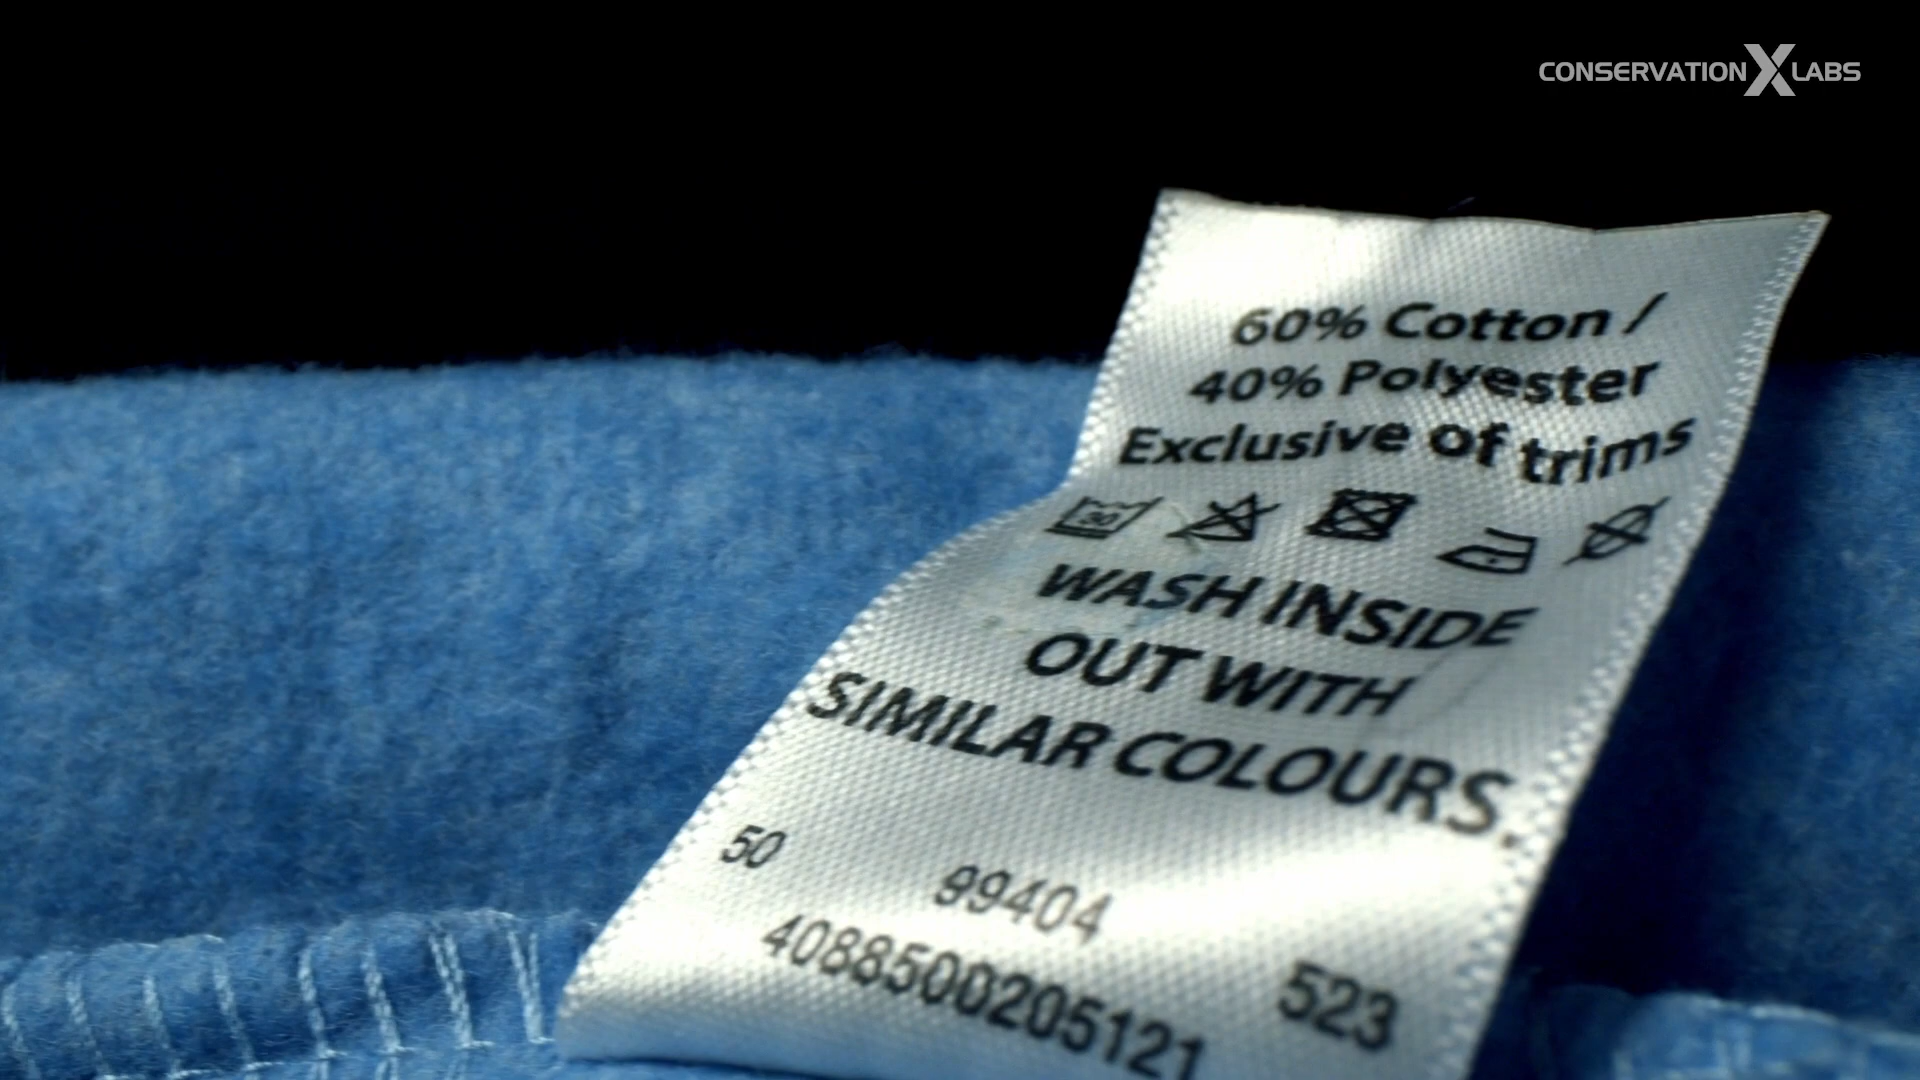 CONSERVATION X LABS
60% Cotton /
40% Polyester
Exclusive of trims
30
WASH INSIDE
OUT WITH
SIMILAR COLOURS.
50
99404
4088500205121
523